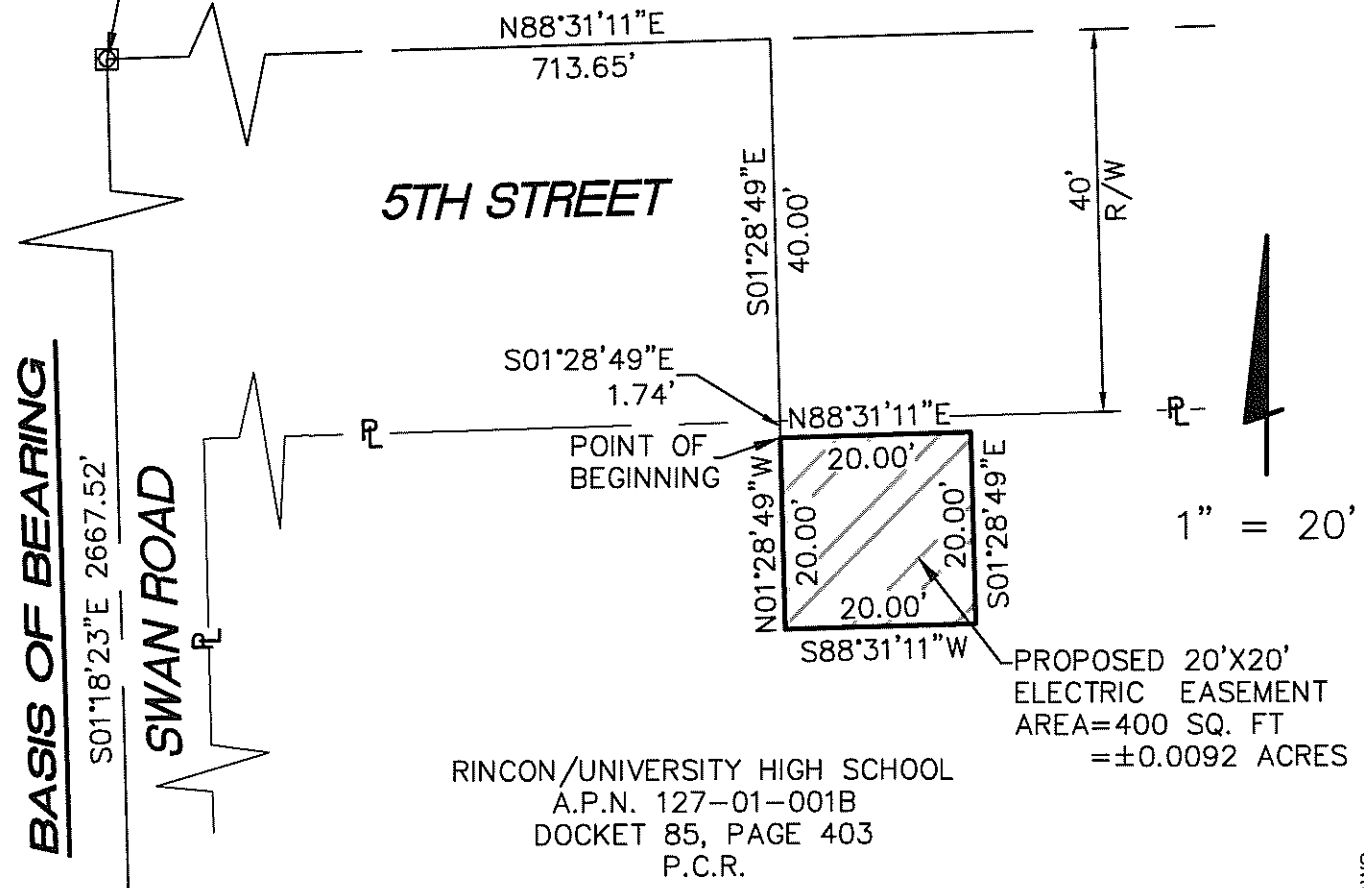 N88°31'11"E
713.65'
5TH STREET
S01°28'49"E
40.00'
40'
R/W
S01°28'49"E
1.74'
PL
N88°31'11"E
PL
POINT OF
BEGINNING
20.00'
N01°28'49"W
20.00'
20.00'
S01°28'49"E
20.00'
S88°31'11"W
1" = 20'
BASIS OF BEARING
S01°18'23"E 2667.52'
SWAN ROAD
PL
PROPOSED 20'X20'
ELECTRIC EASEMENT
AREA=400 SQ. FT
=±0.0092 ACRES
RINCON/UNIVERSITY HIGH SCHOOL
A.P.N. 127-01-001B
DOCKET 85, PAGE 403
P.C.R.